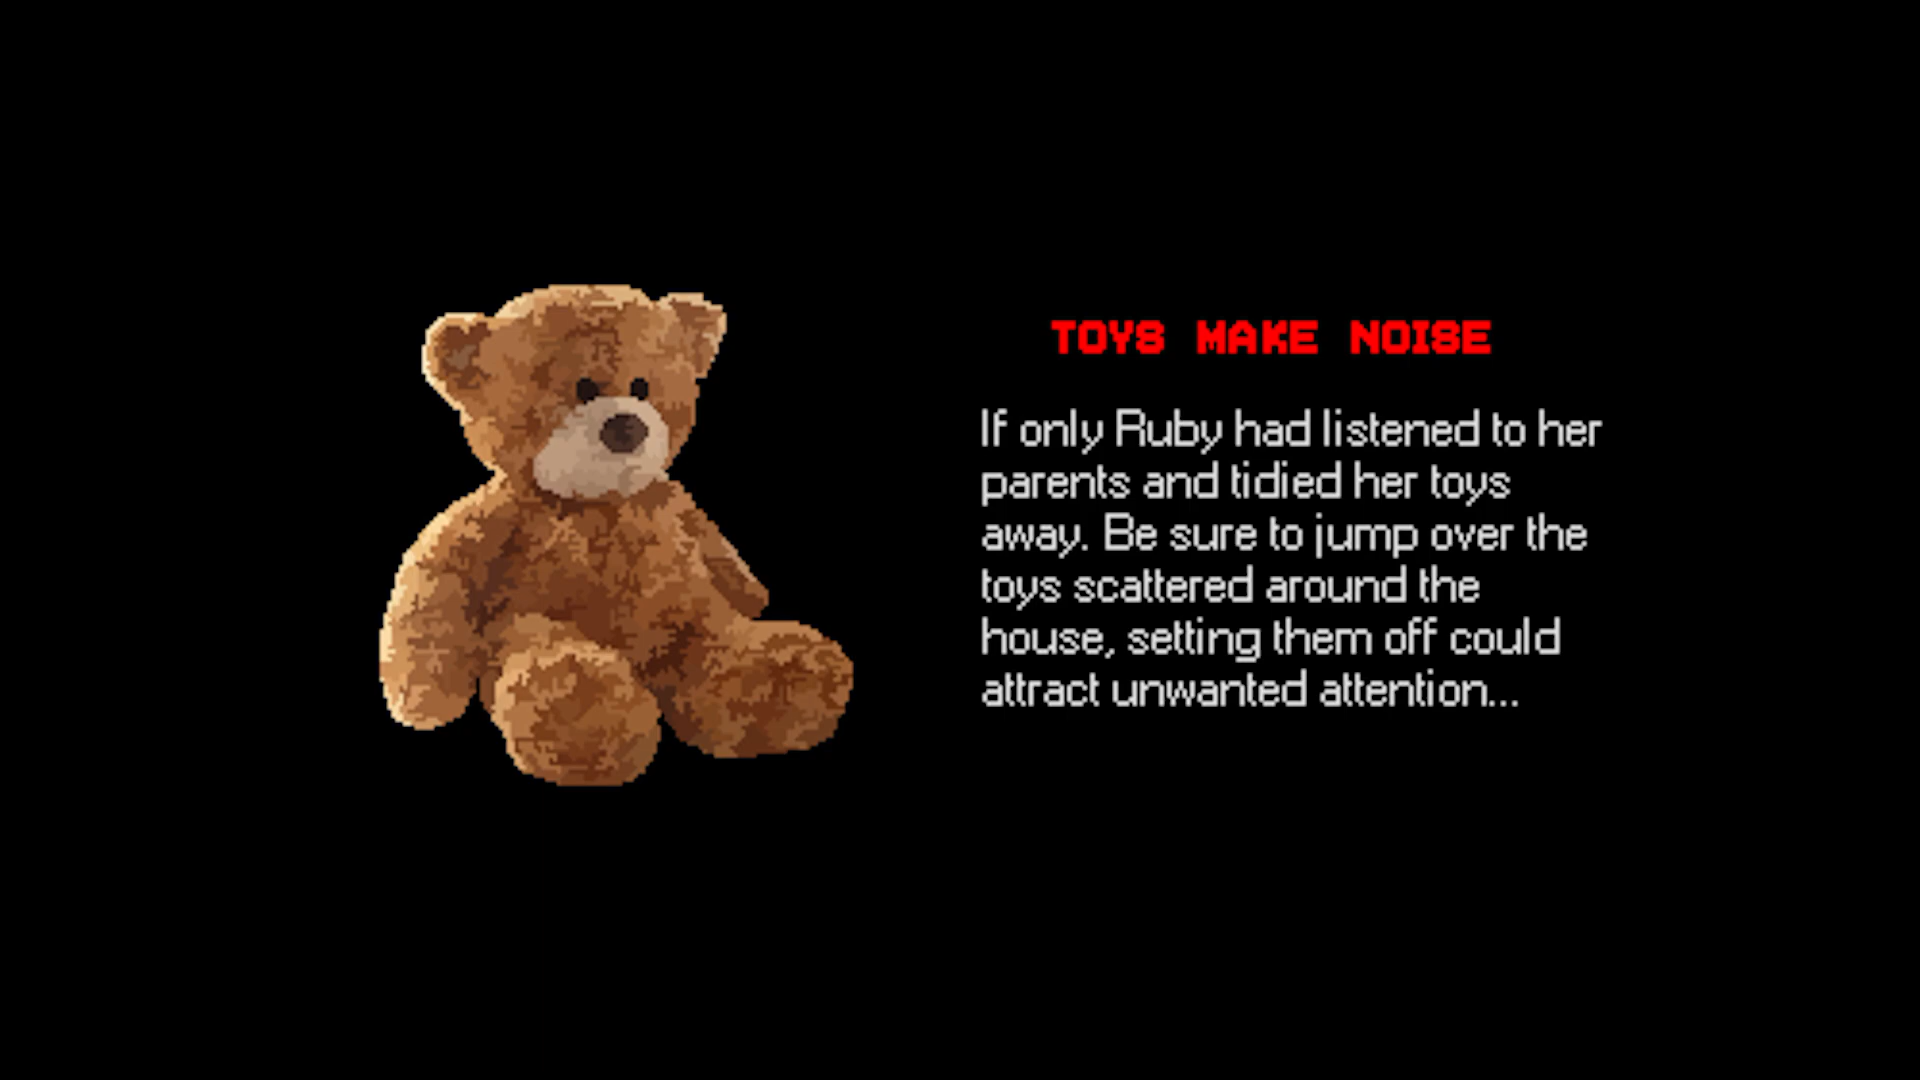 TOYS MAKE NOISE
If only Ruby had listened to her
parents and tidied her toys
away. Be sure to jump over the
toys scattered around the
house, setting them off could
attract unwanted attention...